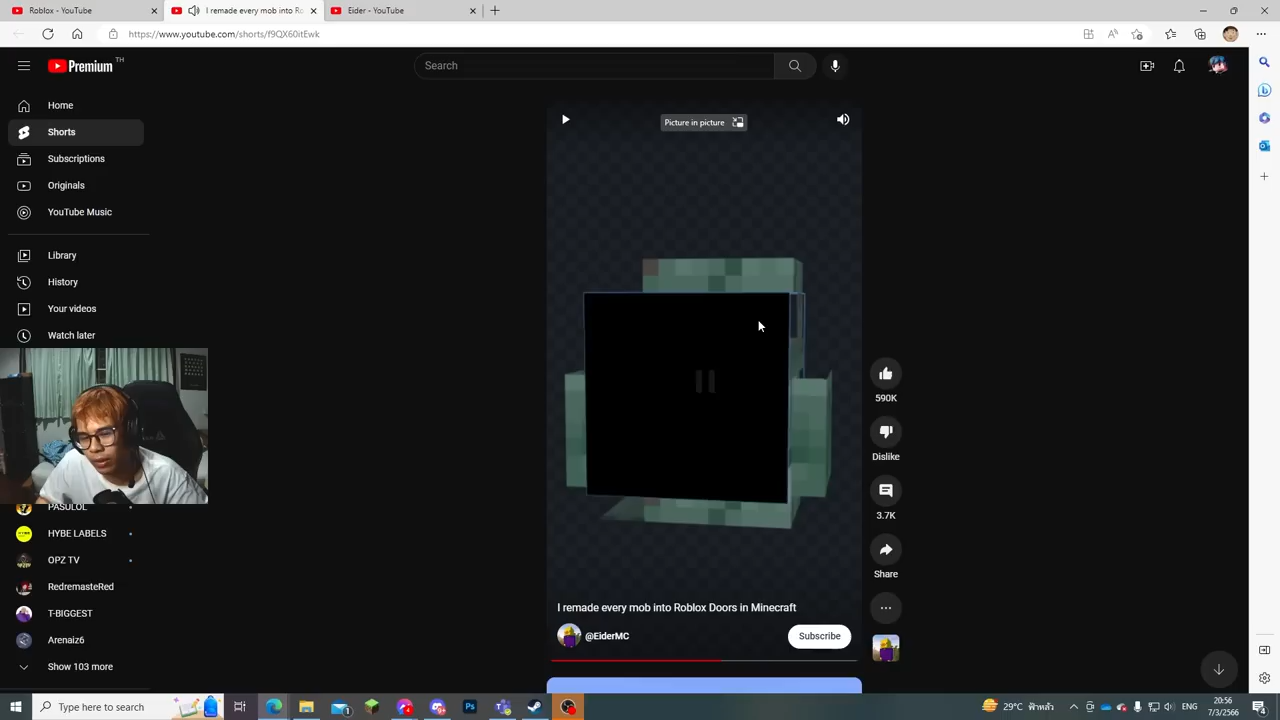 Roblox - YouTube
I remade every mob into Ro
Eider - YouTube
https://www.youtube.com/shorts/f9QX60itEwk
Premium TH
Search
Home
Shorts
Subscriptions
Originals
YouTube Music
Library
History
Your videos
Watch later
PASULOL
HYBE LABELS
OPZ TV
RedremasteRed
T-BIGGEST
Arenaiz6
Show 103 more
Picture in picture
590K
Dislike
3.7K
Share
I remade every mob into Roblox Doors in Minecraft
@EiderMC
Subscribe
Type here to search
29°C ฟ้าหลัว
ENG
20:56
7/3/2566